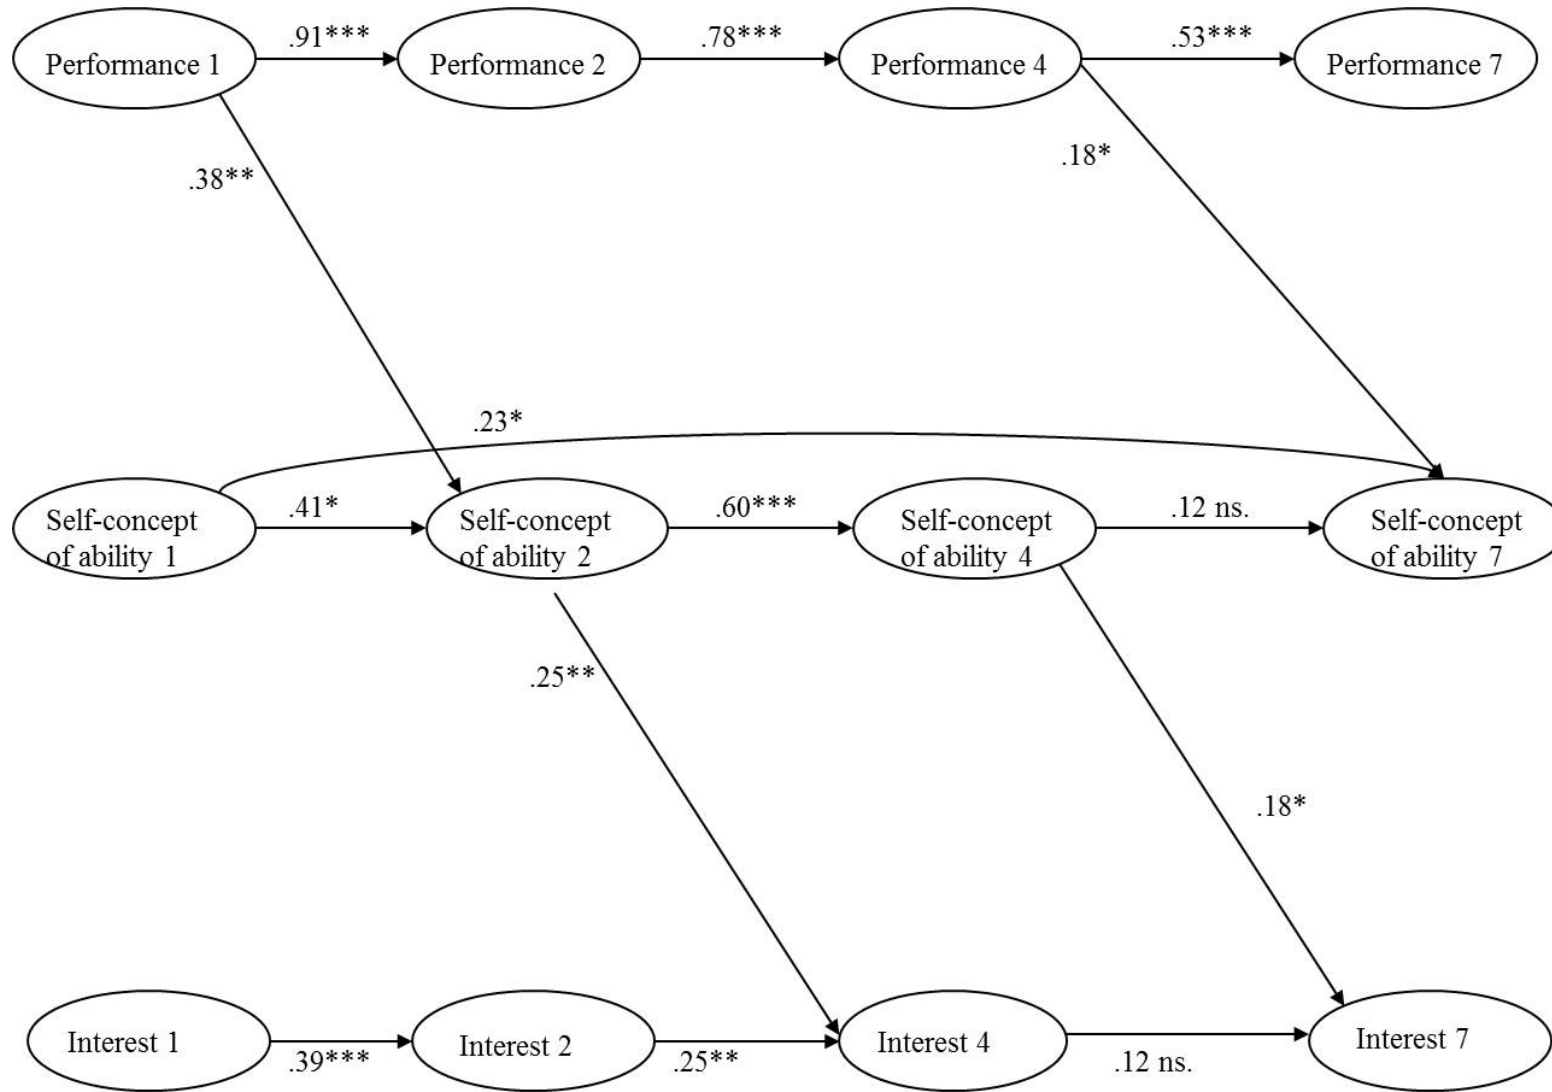 .91***
.78***
.53***
Performance 1
Performance 2
Performance 4
Performance 7
.38**
.18*
.23*
.41*
.60***
.12 ns.
Self-concept
of ability 1
Self-concept
of ability 2
Self-concept
of ability 4
Self-concept
of ability 7
.25**
.18*
Interest 1
Interest 2
Interest 4
Interest 7
.39***
.25**
.12 ns.